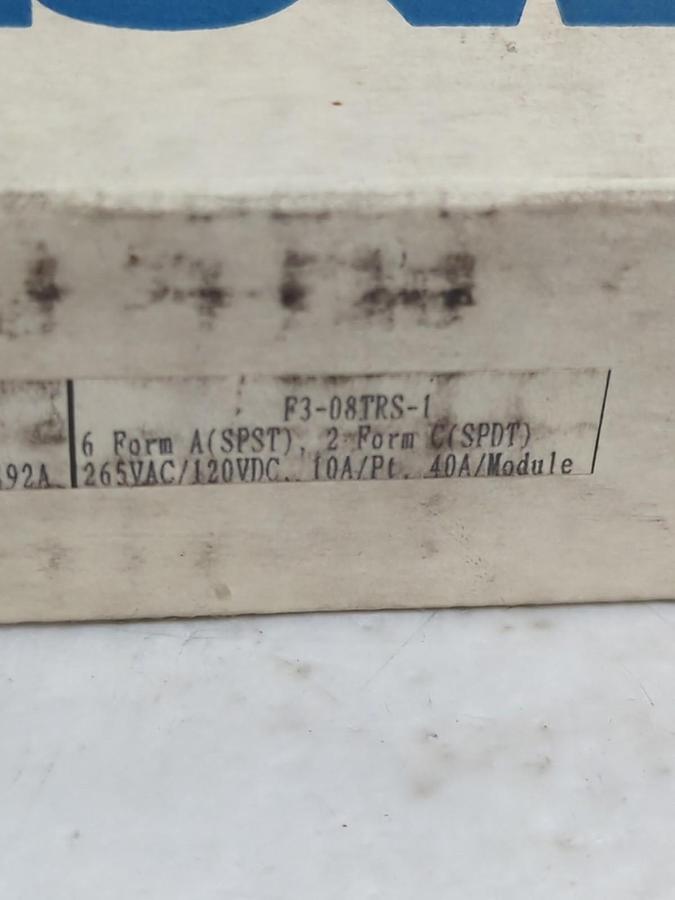 F3-08TRS-1
6 Form A(SPST), 2 Form C(SPDT)
92A 265VAC/120VDC, 10A/Pt, 40A/Module